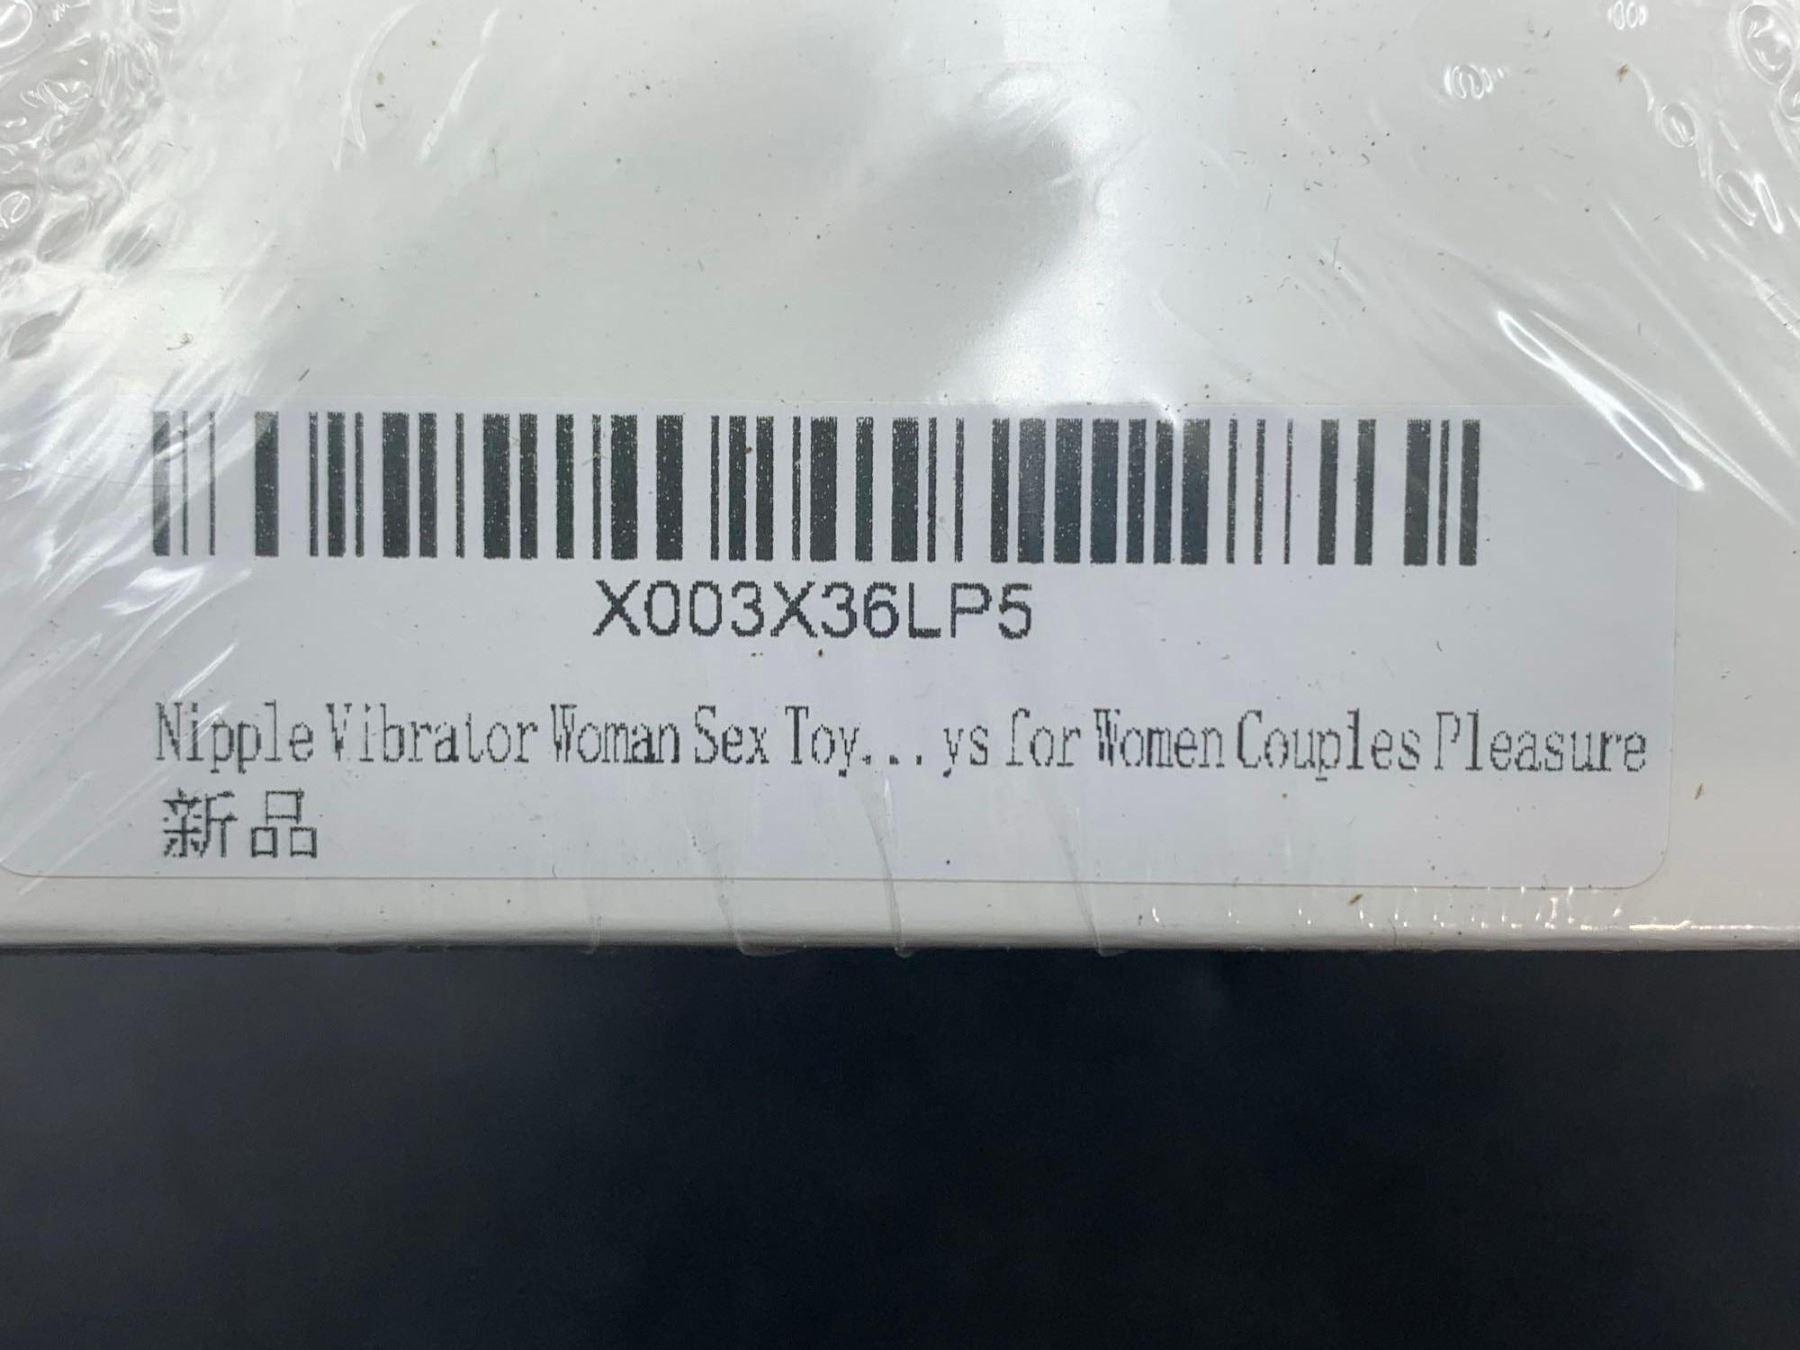 X003X36LP5
Nipple Vibrator Woman Sex Toy...ys for Women Couples Pleasure
新品